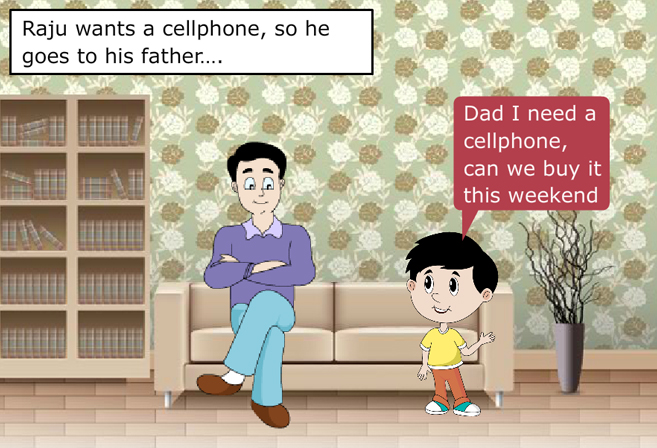 Raju wants a cellphone, so he
goes to his father....
Dad I need a
cellphone,
can we buy it
this weekend